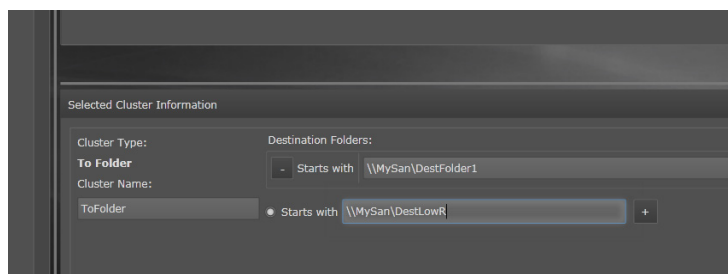 Selected Cluster Information
Cluster Type:
To Folder
Cluster Name:
ToFolder
Destination Folders:
- Starts with \\MySan\DestFolder1
Starts with \\MySan\DestLowR +